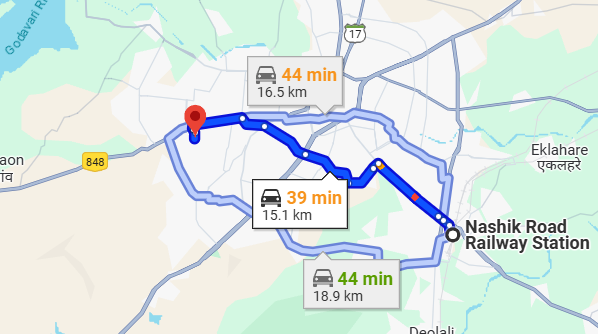 Godavari R
17
44 min
16.5 km
Eklahare
एकलहरे
aon
गांव
848
39 min
15.1 km
Nashik Road
Railway Station
44 min
18.9 km
Deolali